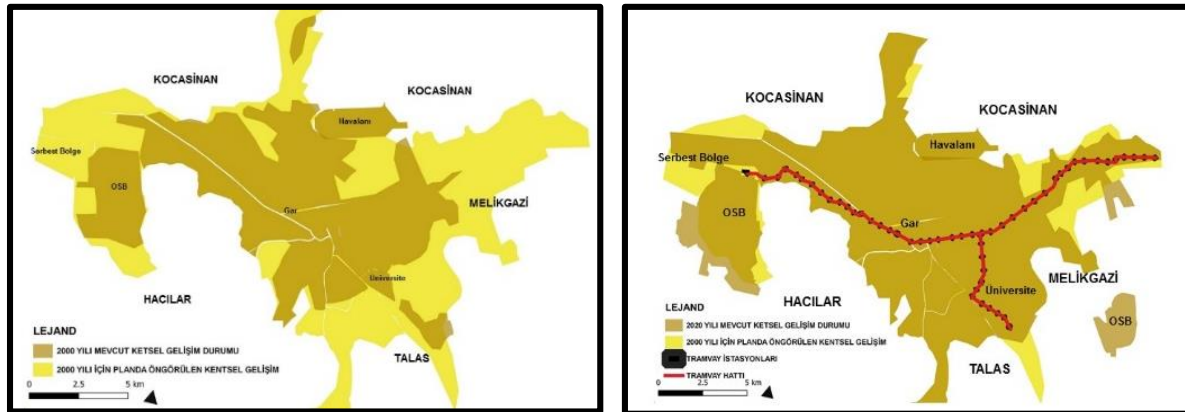 KOCASİNAN
KOCASİNAN
Havalanı
Serbest Bölge
OSB
MELİKGAZİ
Gar
Üniversite
HACILAR
TALAS
LEJAND
2000 YILI MEVCUT KETSEL GELİŞİM DURUMU
2000 YILI İÇİN PLANDA ÖNGÖRÜLEN KENTSEL GELİŞİM
0 2.5 5 km
KOCASİNAN
KOCASİNAN
Havalanı
Serbest Bölge
OSB
Gar
MELİKGAZİ
Üniversite
HACILAR
OSB
TALAS
LEJAND
2020 YILI MEVCUT KETSEL GELİŞİM DURUMU
2000 YILI İÇİN PLANDA ÖNGÖRÜLEN KENTSEL GELİŞİM
TRAMVAY İSTASYONLARI
TRAMVAY HATTI
0 2.5 5 km